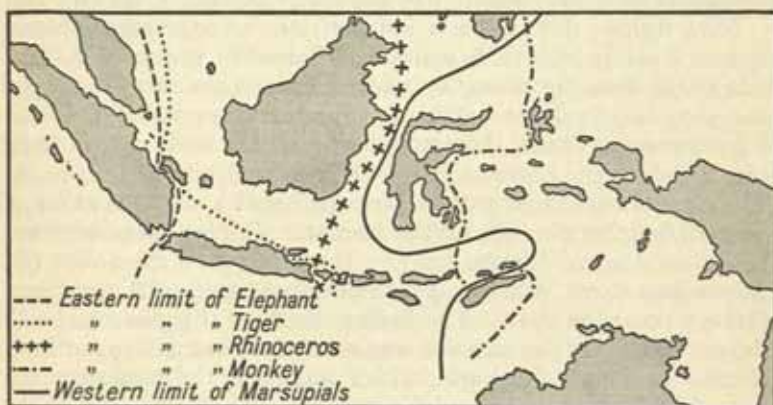 --- Eastern limit of Elephant
...... " " " Tiger
++++ " " " Rhinoceros
-·-·- " " " Monkey
— Western limit of Marsupials